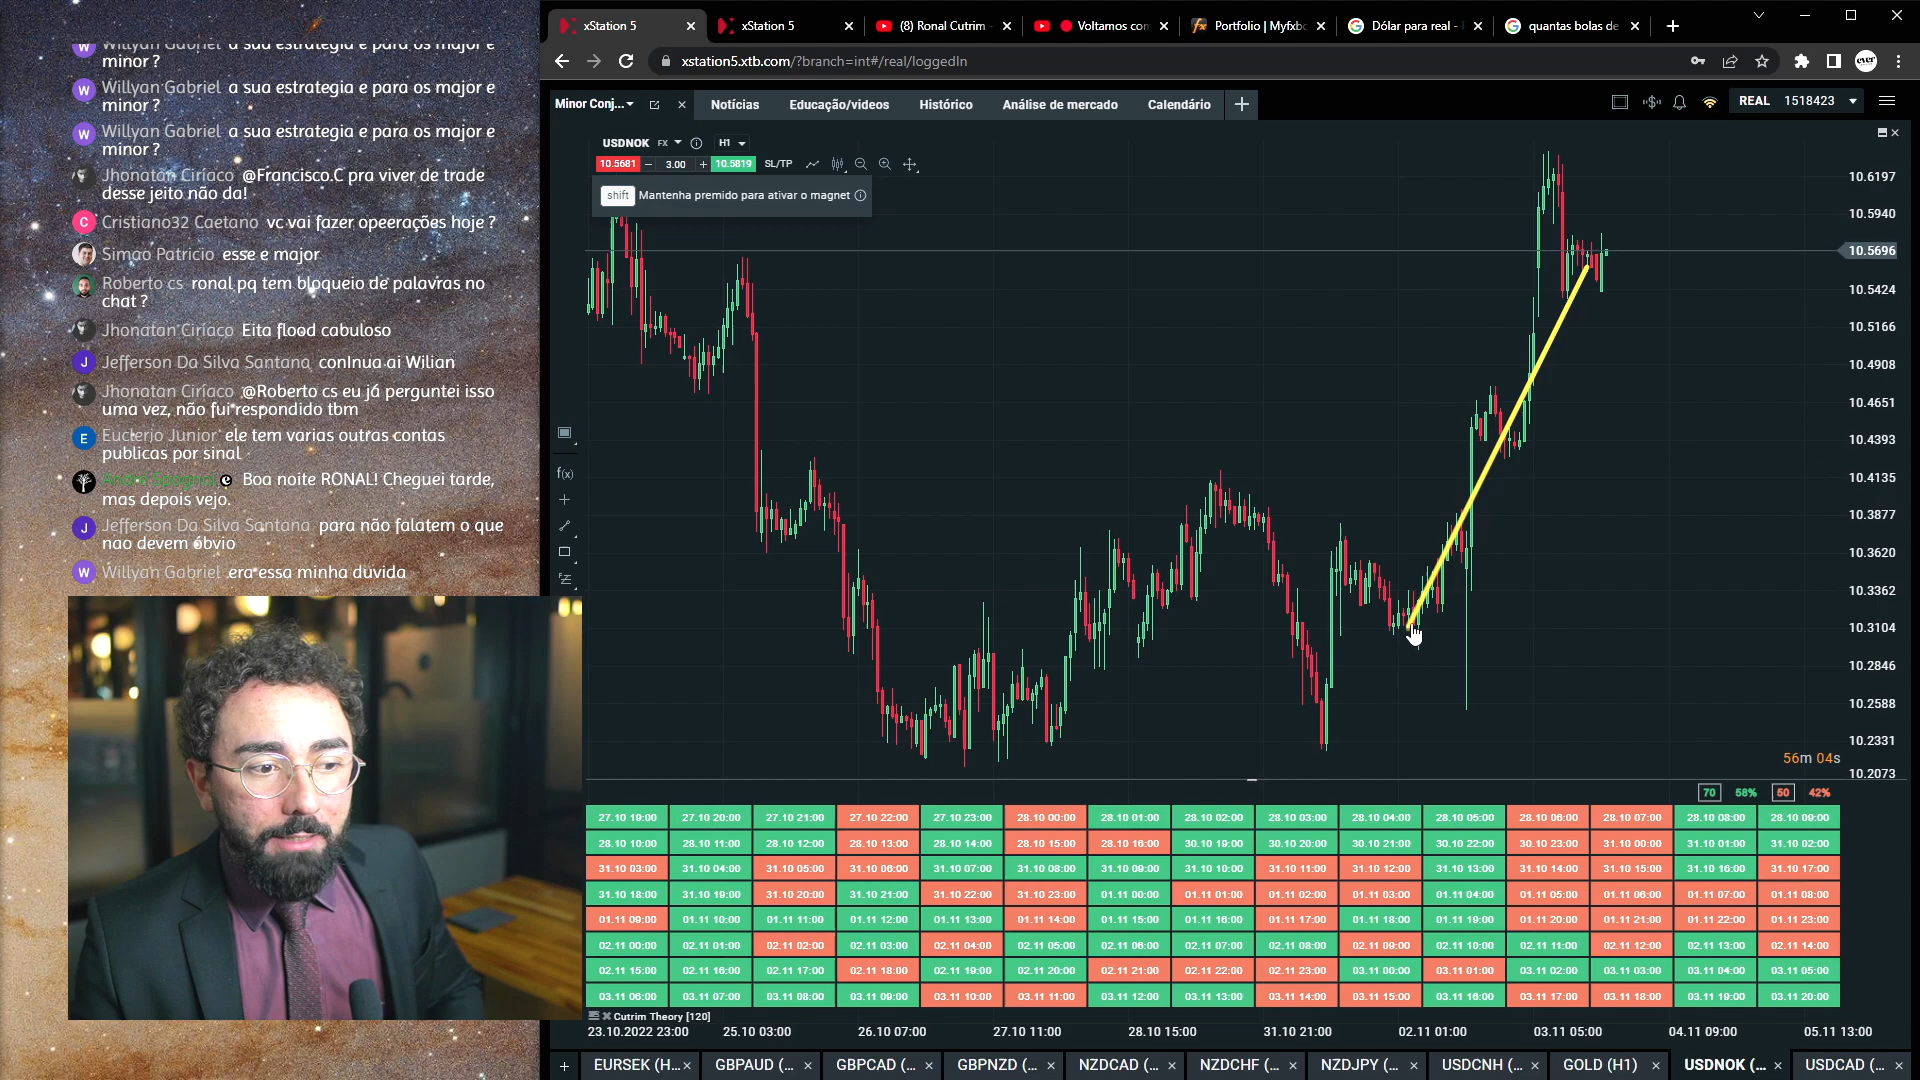 xStation 5
xStation 5
(8) Ronal Cutrim -
Voltamos con
Portfolio | Myfxbo
Dólar para real -
quantas bolas de
xstation5.xtb.com/?branch=int#/real/loggedIn
Minor Conj...
Notícias
Educação/videos
Histórico
Análise de mercado
Calendário
REAL 1518423
USDNOK FX
H1
10.5681
3.00
10.5819
SL/TP
shift Mantenha premido para ativar o magnet
Willyan Gabriel a sua estrategia e para os major e
minor ?
Willyan Gabriel a sua estrategia e para os major e
minor ?
Willyan Gabriel a sua estrategia e para os major e
minor ?
Jhonatan Ciríaco @Francisco.C pra viver de trade
desse jeito não da!
Cristiano32 Caetano vc vai fazer opeerações hoje ?
Simao Patricio esse e major
Roberto cs ronal pq tem bloqueio de palavras no
chat ?
Jhonatan Ciríaco Eita flood cabuloso
Jefferson Da Silva Santana conInua ai Wilian
Jhonatan Ciríaco @Roberto cs eu já perguntei isso
uma vez, não fui respondido tbm
Euclerio Junior ele tem varias outras contas
publicas por sinal
Boa noite RONAL! Cheguei tarde,
mas depois vejo.
Jefferson Da Silva Santana para não falatem o que
nao devem óbvio
Willyan Gabriel era essa minha duvida
10.6197
10.5940
10.5696
10.5424
10.5166
10.4908
10.4651
10.4393
10.4135
10.3877
10.3620
10.3362
10.3104
10.2846
10.2588
10.2331
10.2073
f(x)
56m 04s
70 58% 50 42%
27.10 19:00 27.10 20:00 27.10 21:00 27.10 22:00 27.10 23:00 28.10 00:00 28.10 01:00 28.10 02:00 28.10 03:00 28.10 04:00 28.10 05:00 28.10 06:00 28.10 07:00 28.10 08:00 28.10 09:00
28.10 10:00 28.10 11:00 28.10 12:00 28.10 13:00 28.10 14:00 28.10 15:00 28.10 16:00 30.10 19:00 30.10 20:00 30.10 21:00 30.10 22:00 30.10 23:00 31.10 00:00 31.10 01:00 31.10 02:00
31.10 03:00 31.10 04:00 31.10 05:00 31.10 06:00 31.10 07:00 31.10 08:00 31.10 09:00 31.10 10:00 31.10 11:00 31.10 12:00 31.10 13:00 31.10 14:00 31.10 15:00 31.10 16:00 31.10 17:00
31.10 18:00 31.10 19:00 31.10 20:00 31.10 21:00 31.10 22:00 31.10 23:00 01.11 00:00 01.11 01:00 01.11 02:00 01.11 03:00 01.11 04:00 01.11 05:00 01.11 06:00 01.11 07:00 01.11 08:00
01.11 09:00 01.11 10:00 01.11 11:00 01.11 12:00 01.11 13:00 01.11 14:00 01.11 15:00 01.11 16:00 01.11 17:00 01.11 18:00 01.11 19:00 01.11 20:00 01.11 21:00 01.11 22:00 01.11 23:00
02.11 00:00 02.11 01:00 02.11 02:00 02.11 03:00 02.11 04:00 02.11 05:00 02.11 06:00 02.11 07:00 02.11 08:00 02.11 09:00 02.11 10:00 02.11 11:00 02.11 12:00 02.11 13:00 02.11 14:00
02.11 15:00 02.11 16:00 02.11 17:00 02.11 18:00 02.11 19:00 02.11 20:00 02.11 21:00 02.11 22:00 02.11 23:00 03.11 00:00 03.11 01:00 03.11 02:00 03.11 03:00 03.11 04:00 03.11 05:00
03.11 06:00 03.11 07:00 03.11 08:00 03.11 09:00 03.11 10:00 03.11 11:00 03.11 12:00 03.11 13:00 03.11 14:00 03.11 15:00 03.11 16:00 03.11 17:00 03.11 18:00 03.11 19:00 03.11 20:00
Cutrim Theory [120]
23.10.2022 23:00 25.10 03:00 26.10 07:00 27.10 11:00 28.10 15:00 31.10 21:00 02.11 01:00 03.11 05:00 04.11 09:00 05.11 13:00
EURSEK (H... GBPAUD (... GBPCAD (... GBPNZD (... NZDCAD (... NZDCHF (... NZDJPY (... USDCNH (... GOLD (H1) USDNOK (... USDCAD (...